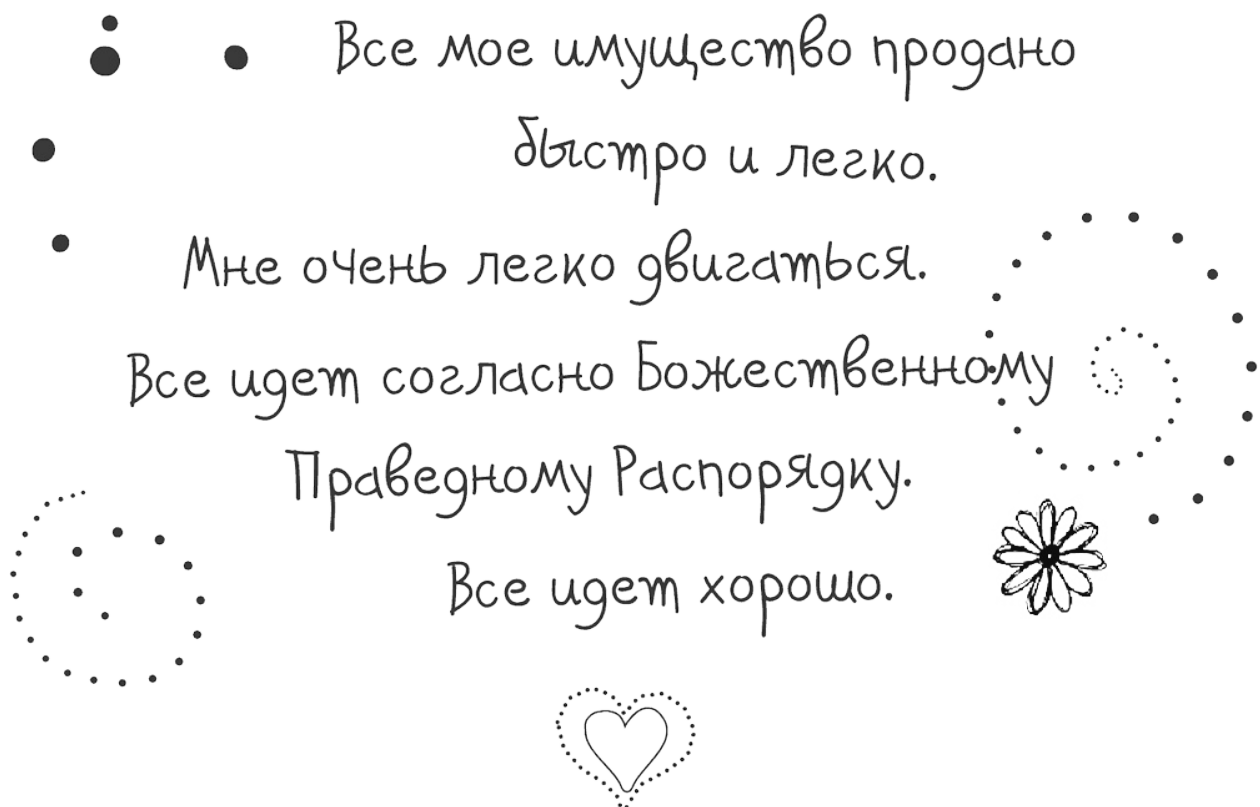 Все мое имущество продано
быстро и легко.
Мне очень легко двигаться.
Все идет согласно Божественному
Праведному Распорядку.
Все идет хорошо.